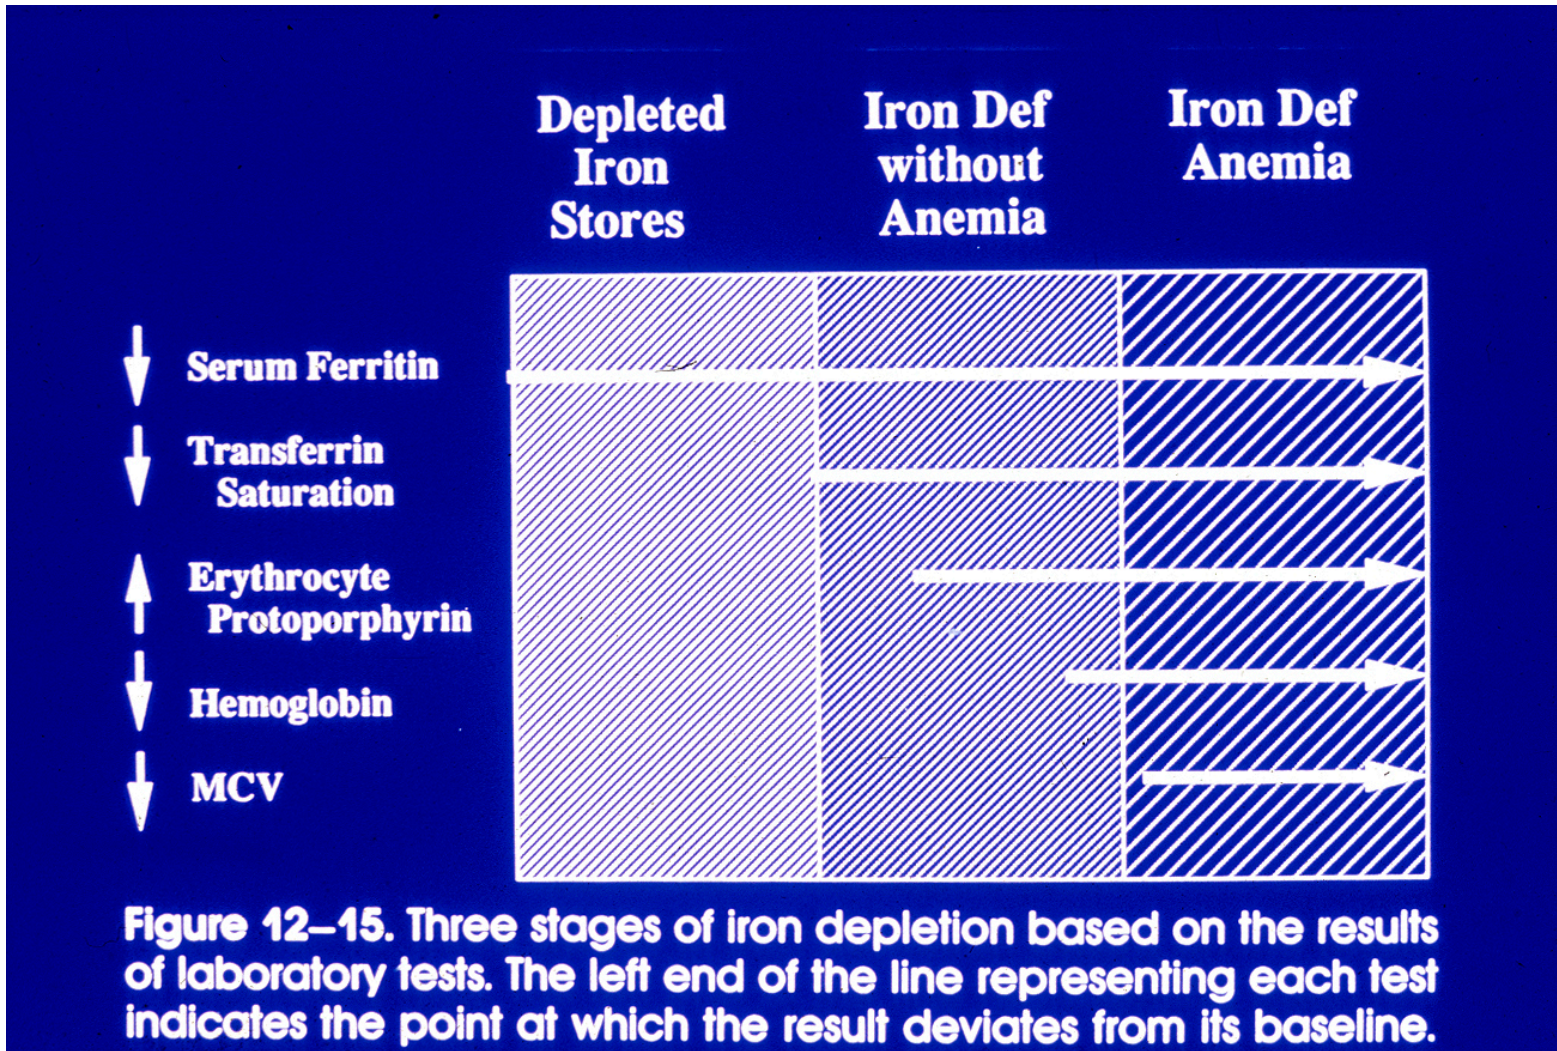 Depleted
Iron
Stores
Iron Def
without
Anemia
Iron Def
Anemia
Serum Ferritin
Transferrin
Saturation
Erythrocyte
Protoporphyrin
Hemoglobin
MCV
Figure 12–15. Three stages of iron depletion based on the results
of laboratory tests. The left end of the line representing each test
indicates the point at which the result deviates from its baseline.